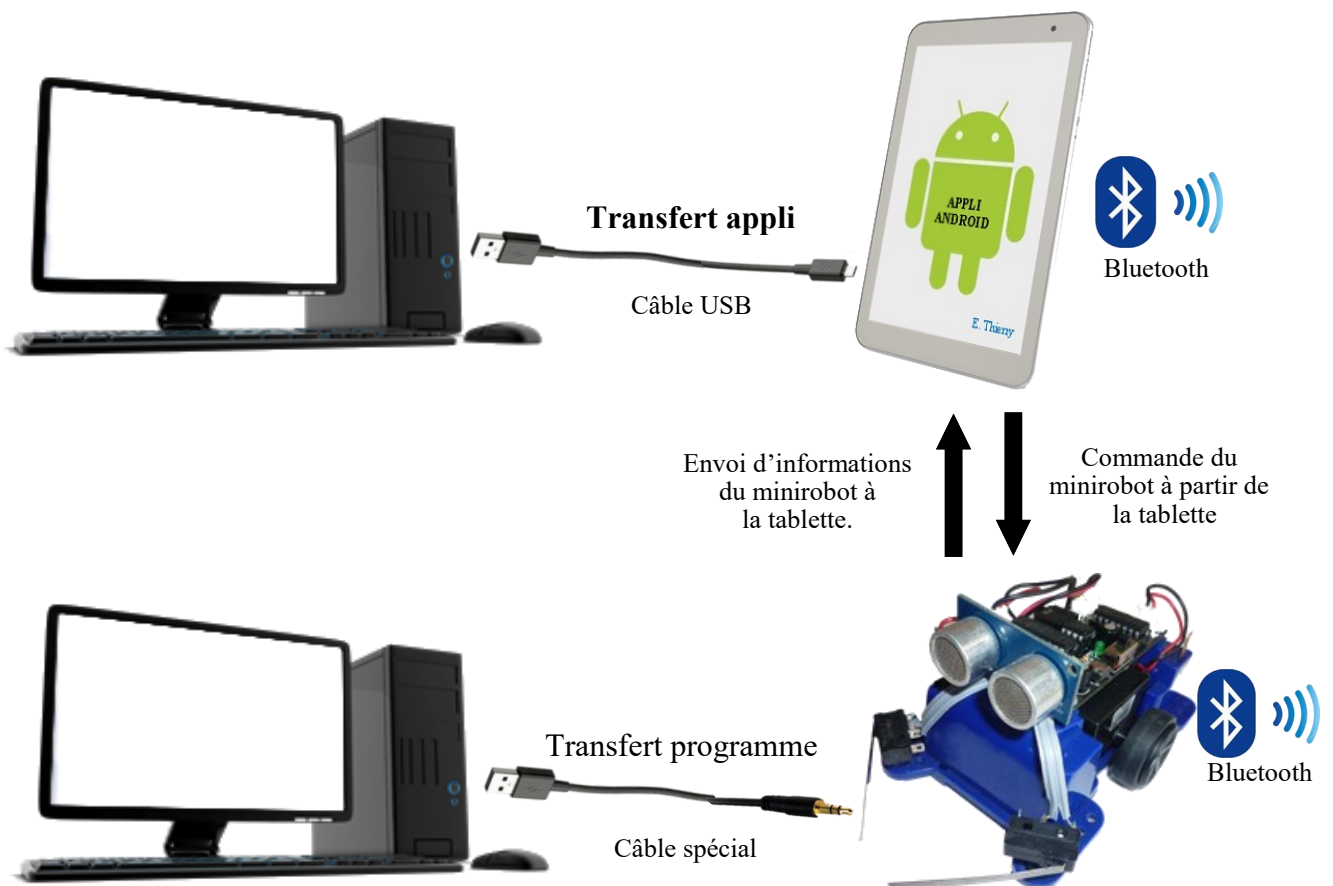 Transfert appli
Câble USB
APPLI
ANDROID
E. Thierry
Bluetooth
Envoi d’informations
du minirobot à
la tablette.
Commande du
minirobot à partir de
la tablette
Transfert programme
Câble spécial
Bluetooth